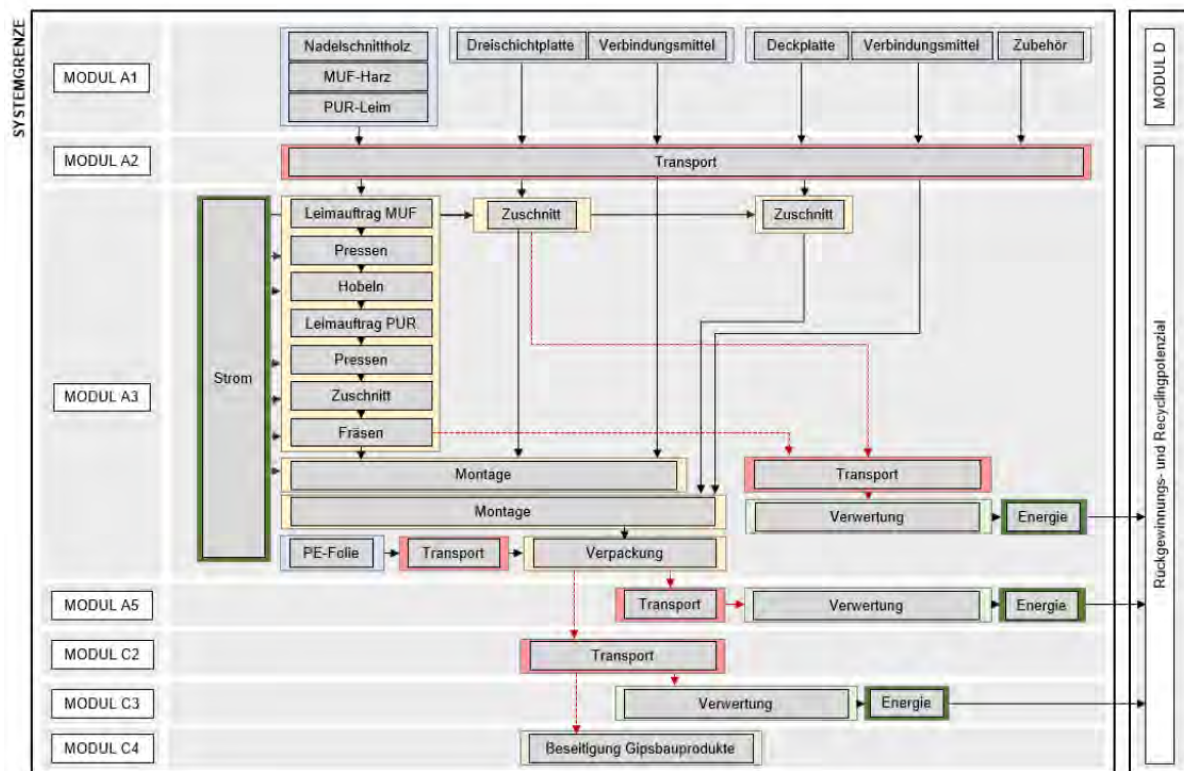 SYSTEMGRENZE
MODUL A1
Nadelschnittholz
MUF-Harz
PUR-Leim
Dreischichtplatte
Verbindungsmittel
Deckplatte
Verbindungsmittel
Zubehör
MODUL D
MODUL A2
Transport
MODUL A3
Strom
Leimauftrag MUF
Zuschnitt
Zuschnitt
Pressen
Hobeln
Leimauftrag PUR
Pressen
Zuschnitt
Fräsen
Montage
Transport
Montage
Verwertung
Energie
PE-Folie
Transport
Verpackung
MODUL A5
Transport
Verwertung
Energie
MODUL C2
Transport
MODUL C3
Verwertung
Energie
MODUL C4
Beseitigung Gipsbauprodukte
Rückgewinnungs- und Recyclingpotenzial